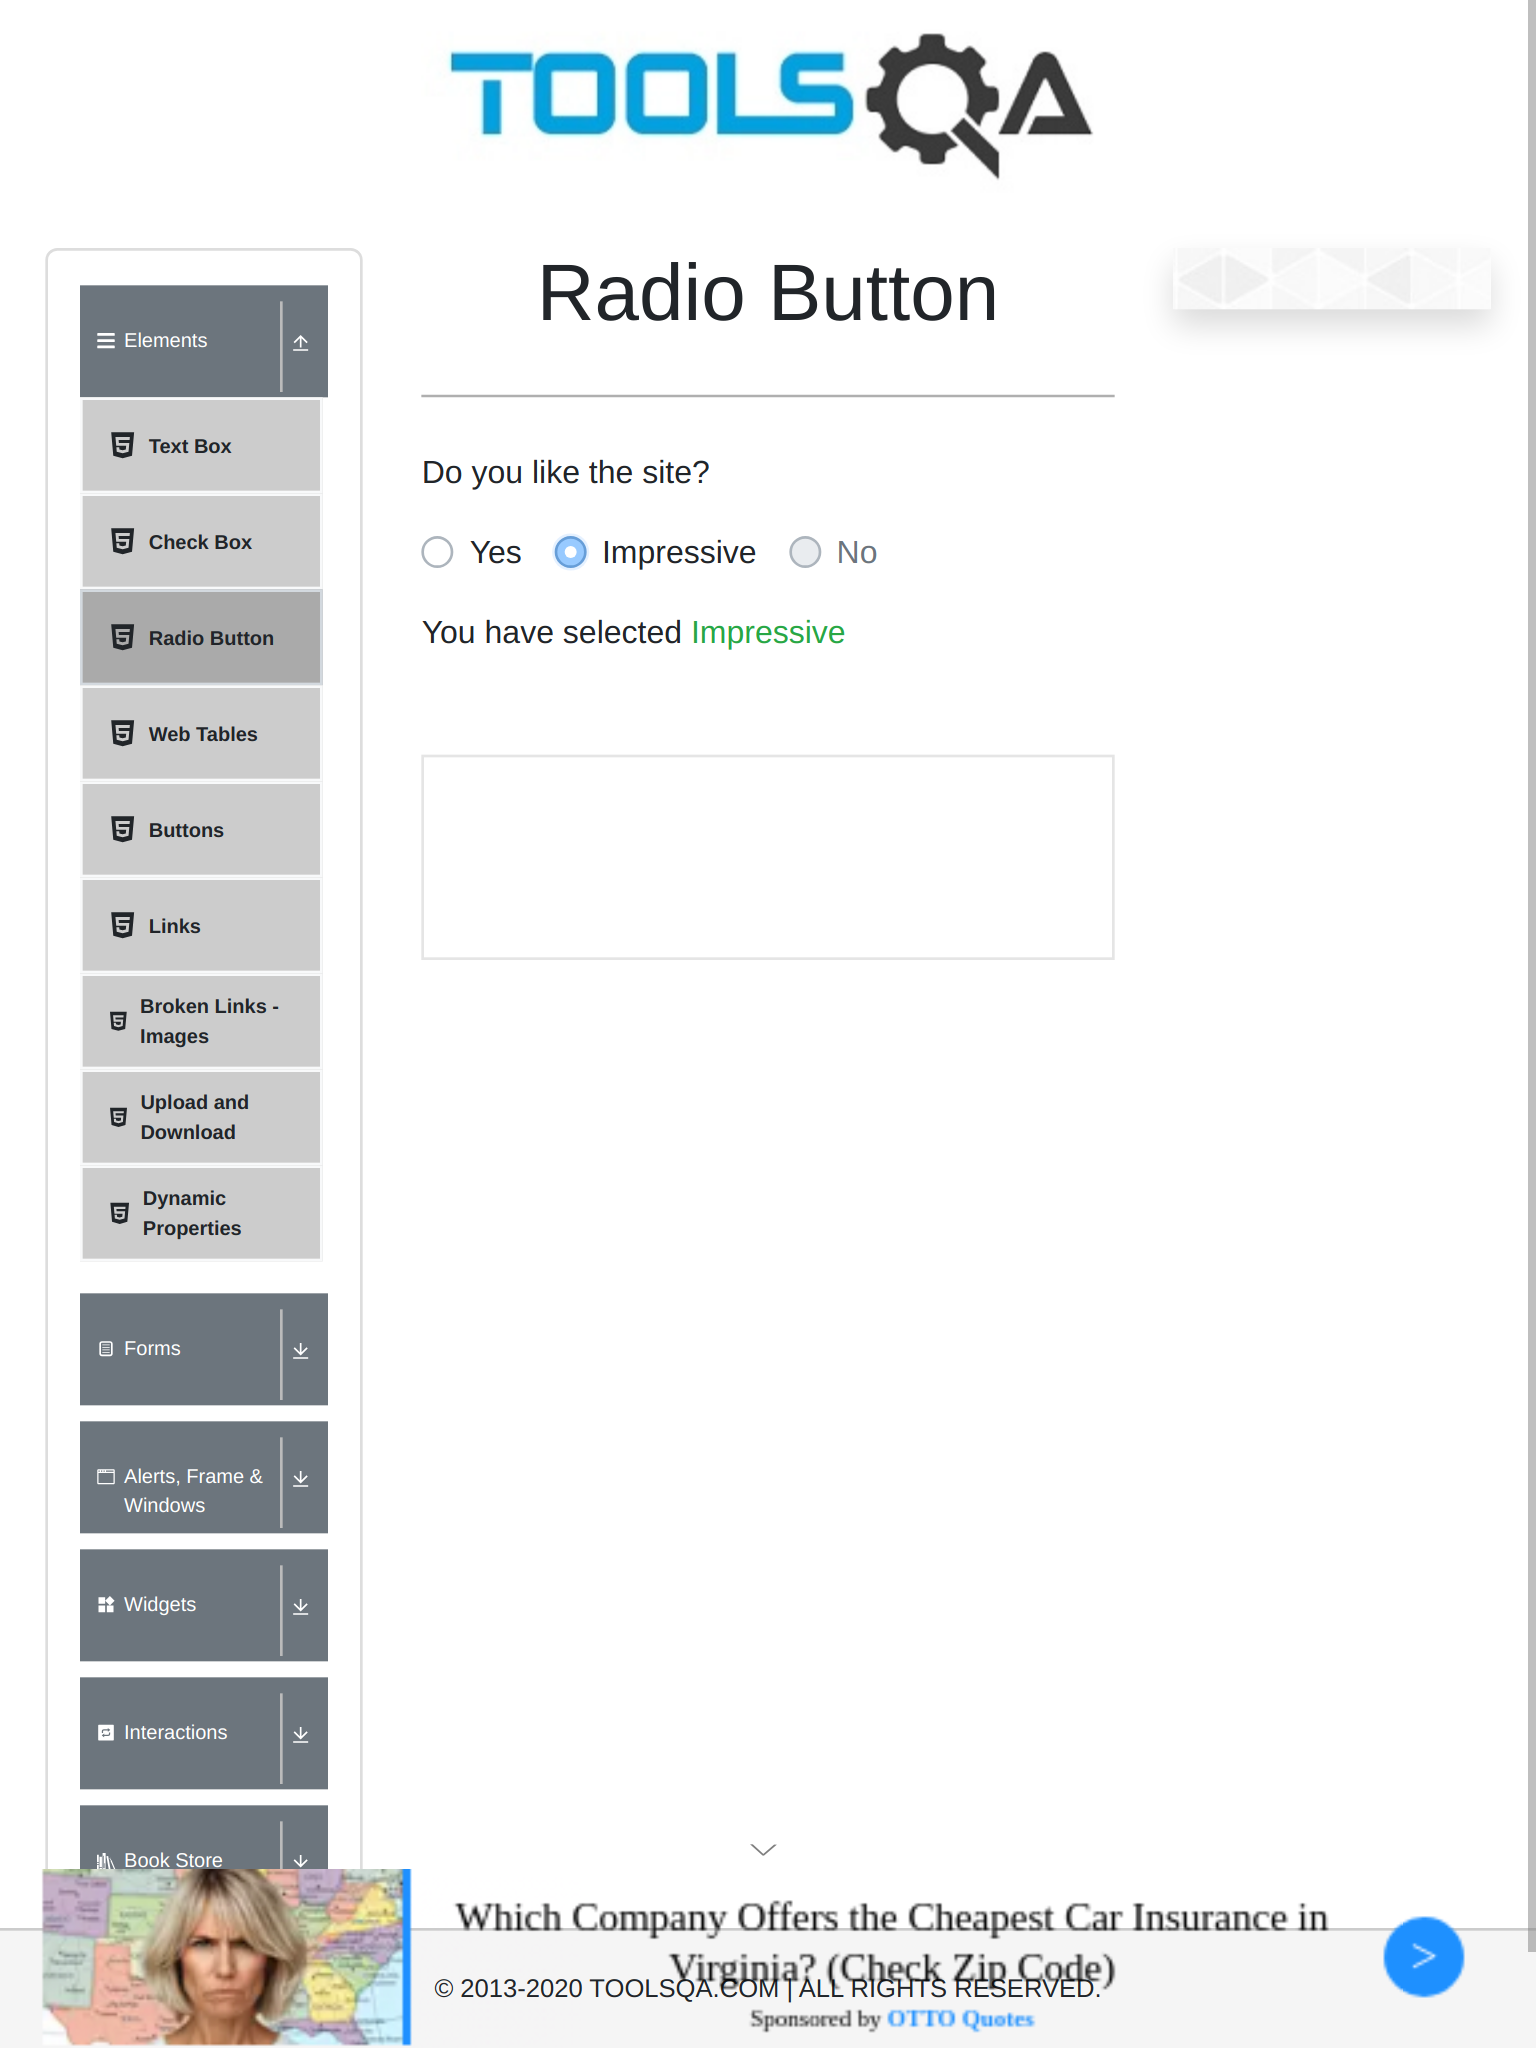 TOOLSQA
Radio Button
Elements
Text Box
Check Box
Radio Button
Web Tables
Buttons
Links
Broken Links -
Images
Upload and
Download
Dynamic
Properties
Forms
Alerts, Frame &
Windows
Widgets
Interactions
Book Store
Do you like the site?
Yes
Impressive
No
You have selected Impressive
Which Company Offers the Cheapest Car Insurance in
Virginia? (Check Zip Code)
© 2013-2020 TOOLSQA.COM | ALL RIGHTS RESERVED.
Sponsored by OTTO Quotes
>